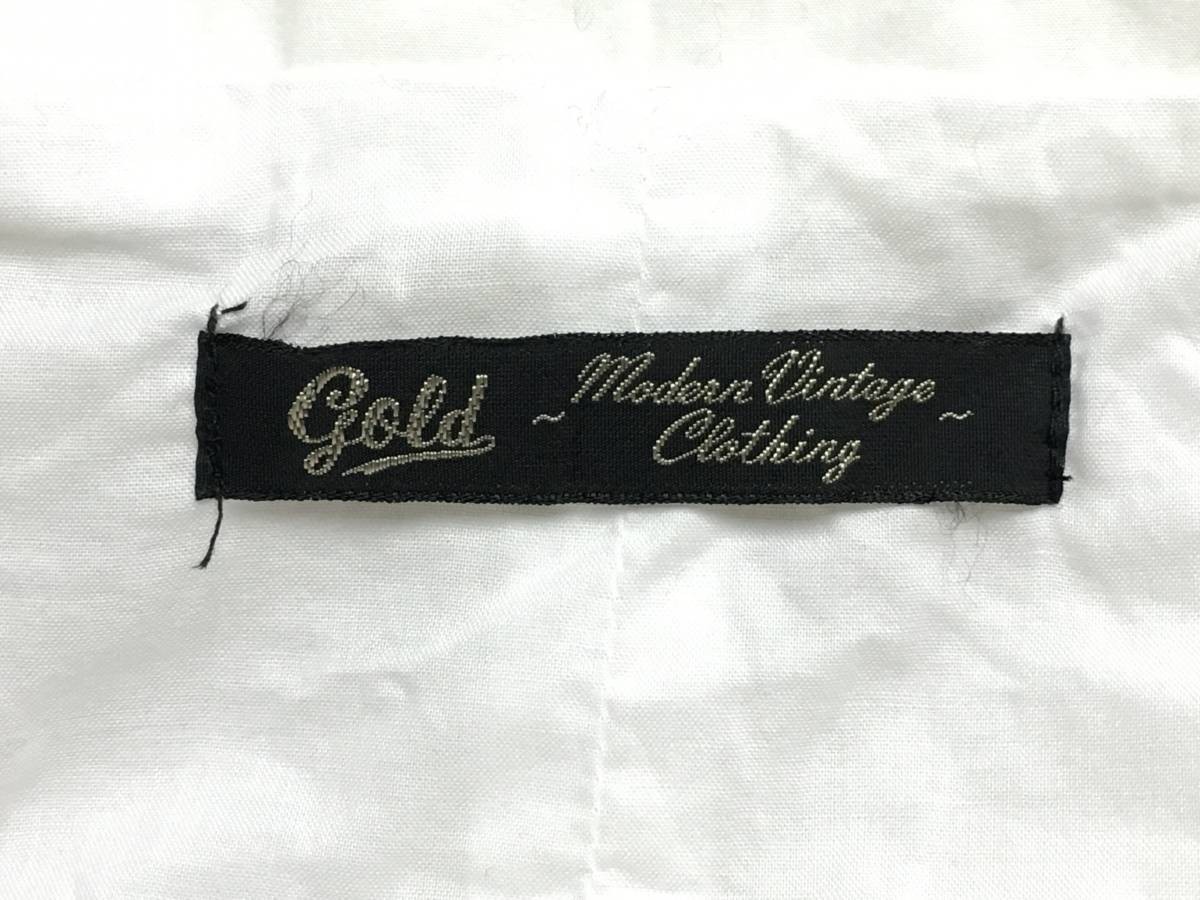 Gold
~ Modern Vintage ~
Clothing